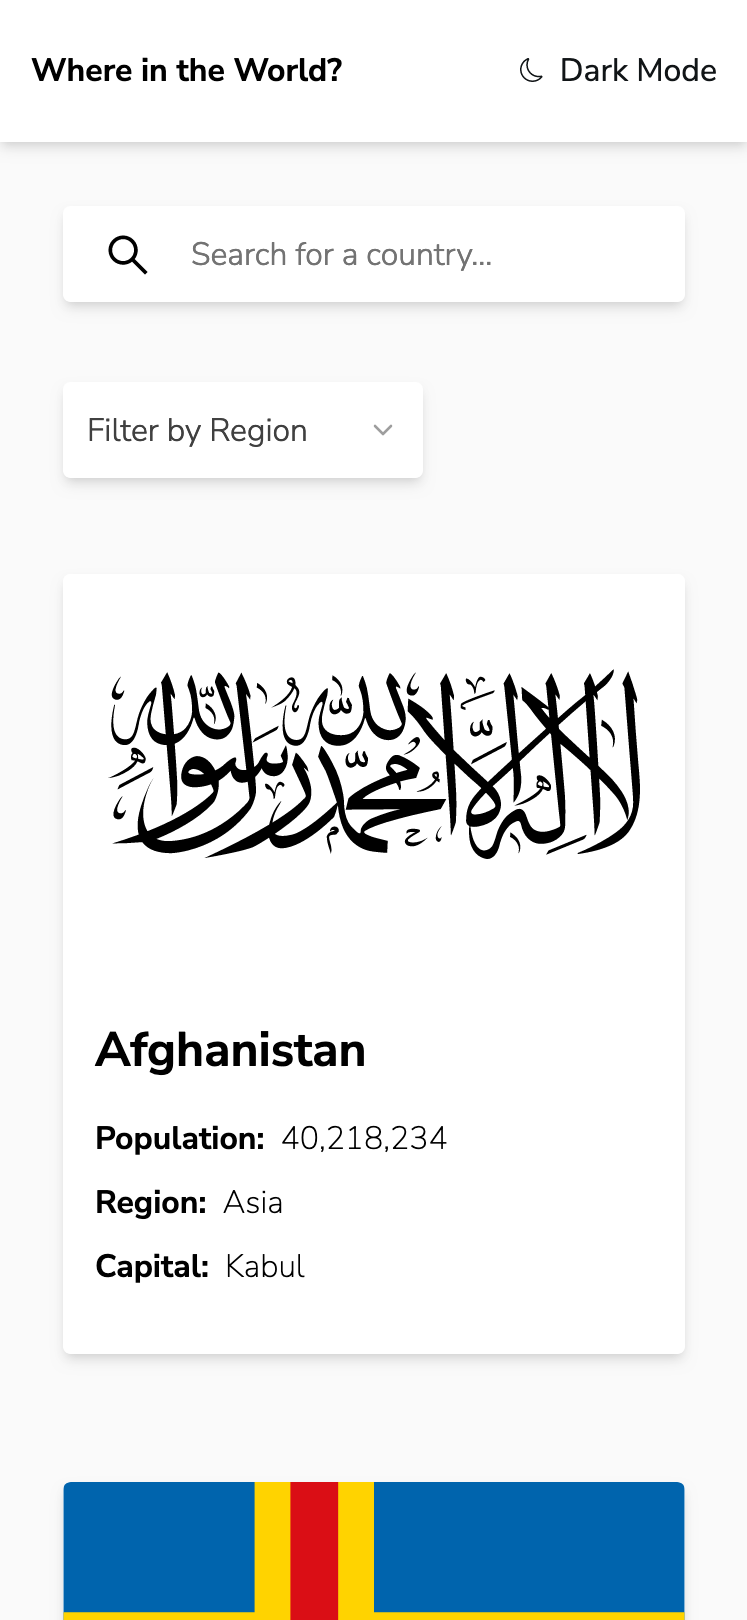 Where in the World?
Dark Mode
Search for a country...
Filter by Region
لا إله إلا الله محمد رسول الله
Afghanistan
Population: 40,218,234
Region: Asia
Capital: Kabul